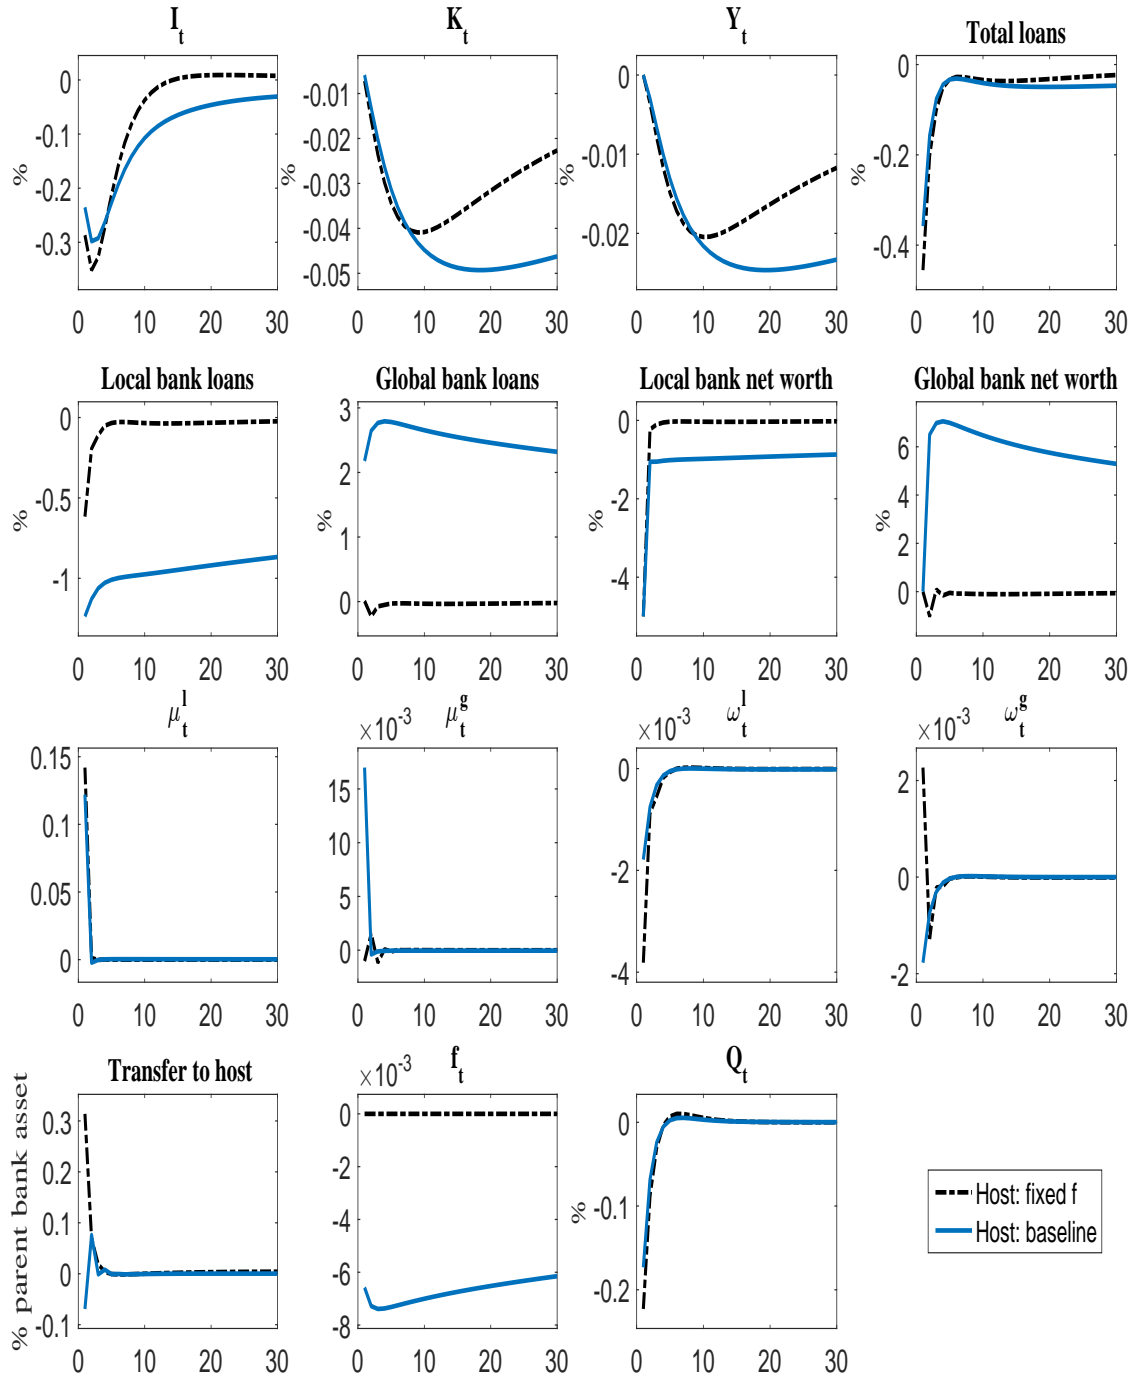 I_t K_t Y_t Total loans
0 -0.1 -0.2 -0.3 %
0 10 20 30
-0.01 -0.02 -0.03 -0.04 -0.05 %
0 10 20 30
0 -0.01 -0.02 %
0 10 20 30
0 -0.2 -0.4 %
0 10 20 30
Local bank loans Global bank loans Local bank net worth Global bank net worth
0 -0.5 -1 %
0 10 20 30
3 2 1 0 %
0 10 20 30
0 -2 -4 %
0 10 20 30
6 4 2 0 %
0 10 20 30
μ_t^l μ_t^g ω_t^l ω_t^g
0.15 0.1 0.05 0
0 10 20 30
×10^-3
15 10 5 0
0 10 20 30
×10^-3
0 -2 -4
0 10 20 30
×10^-3
2 0 -2
0 10 20 30
Transfer to host f_t Q_t
0.3 0.2 0.1 0 -0.1 % parent bank asset
0 10 20 30
×10^-3
0 -2 -4 -6 -8
0 10 20 30
0 -0.1 -0.2 %
0 10 20 30
Host: fixed f
Host: baseline